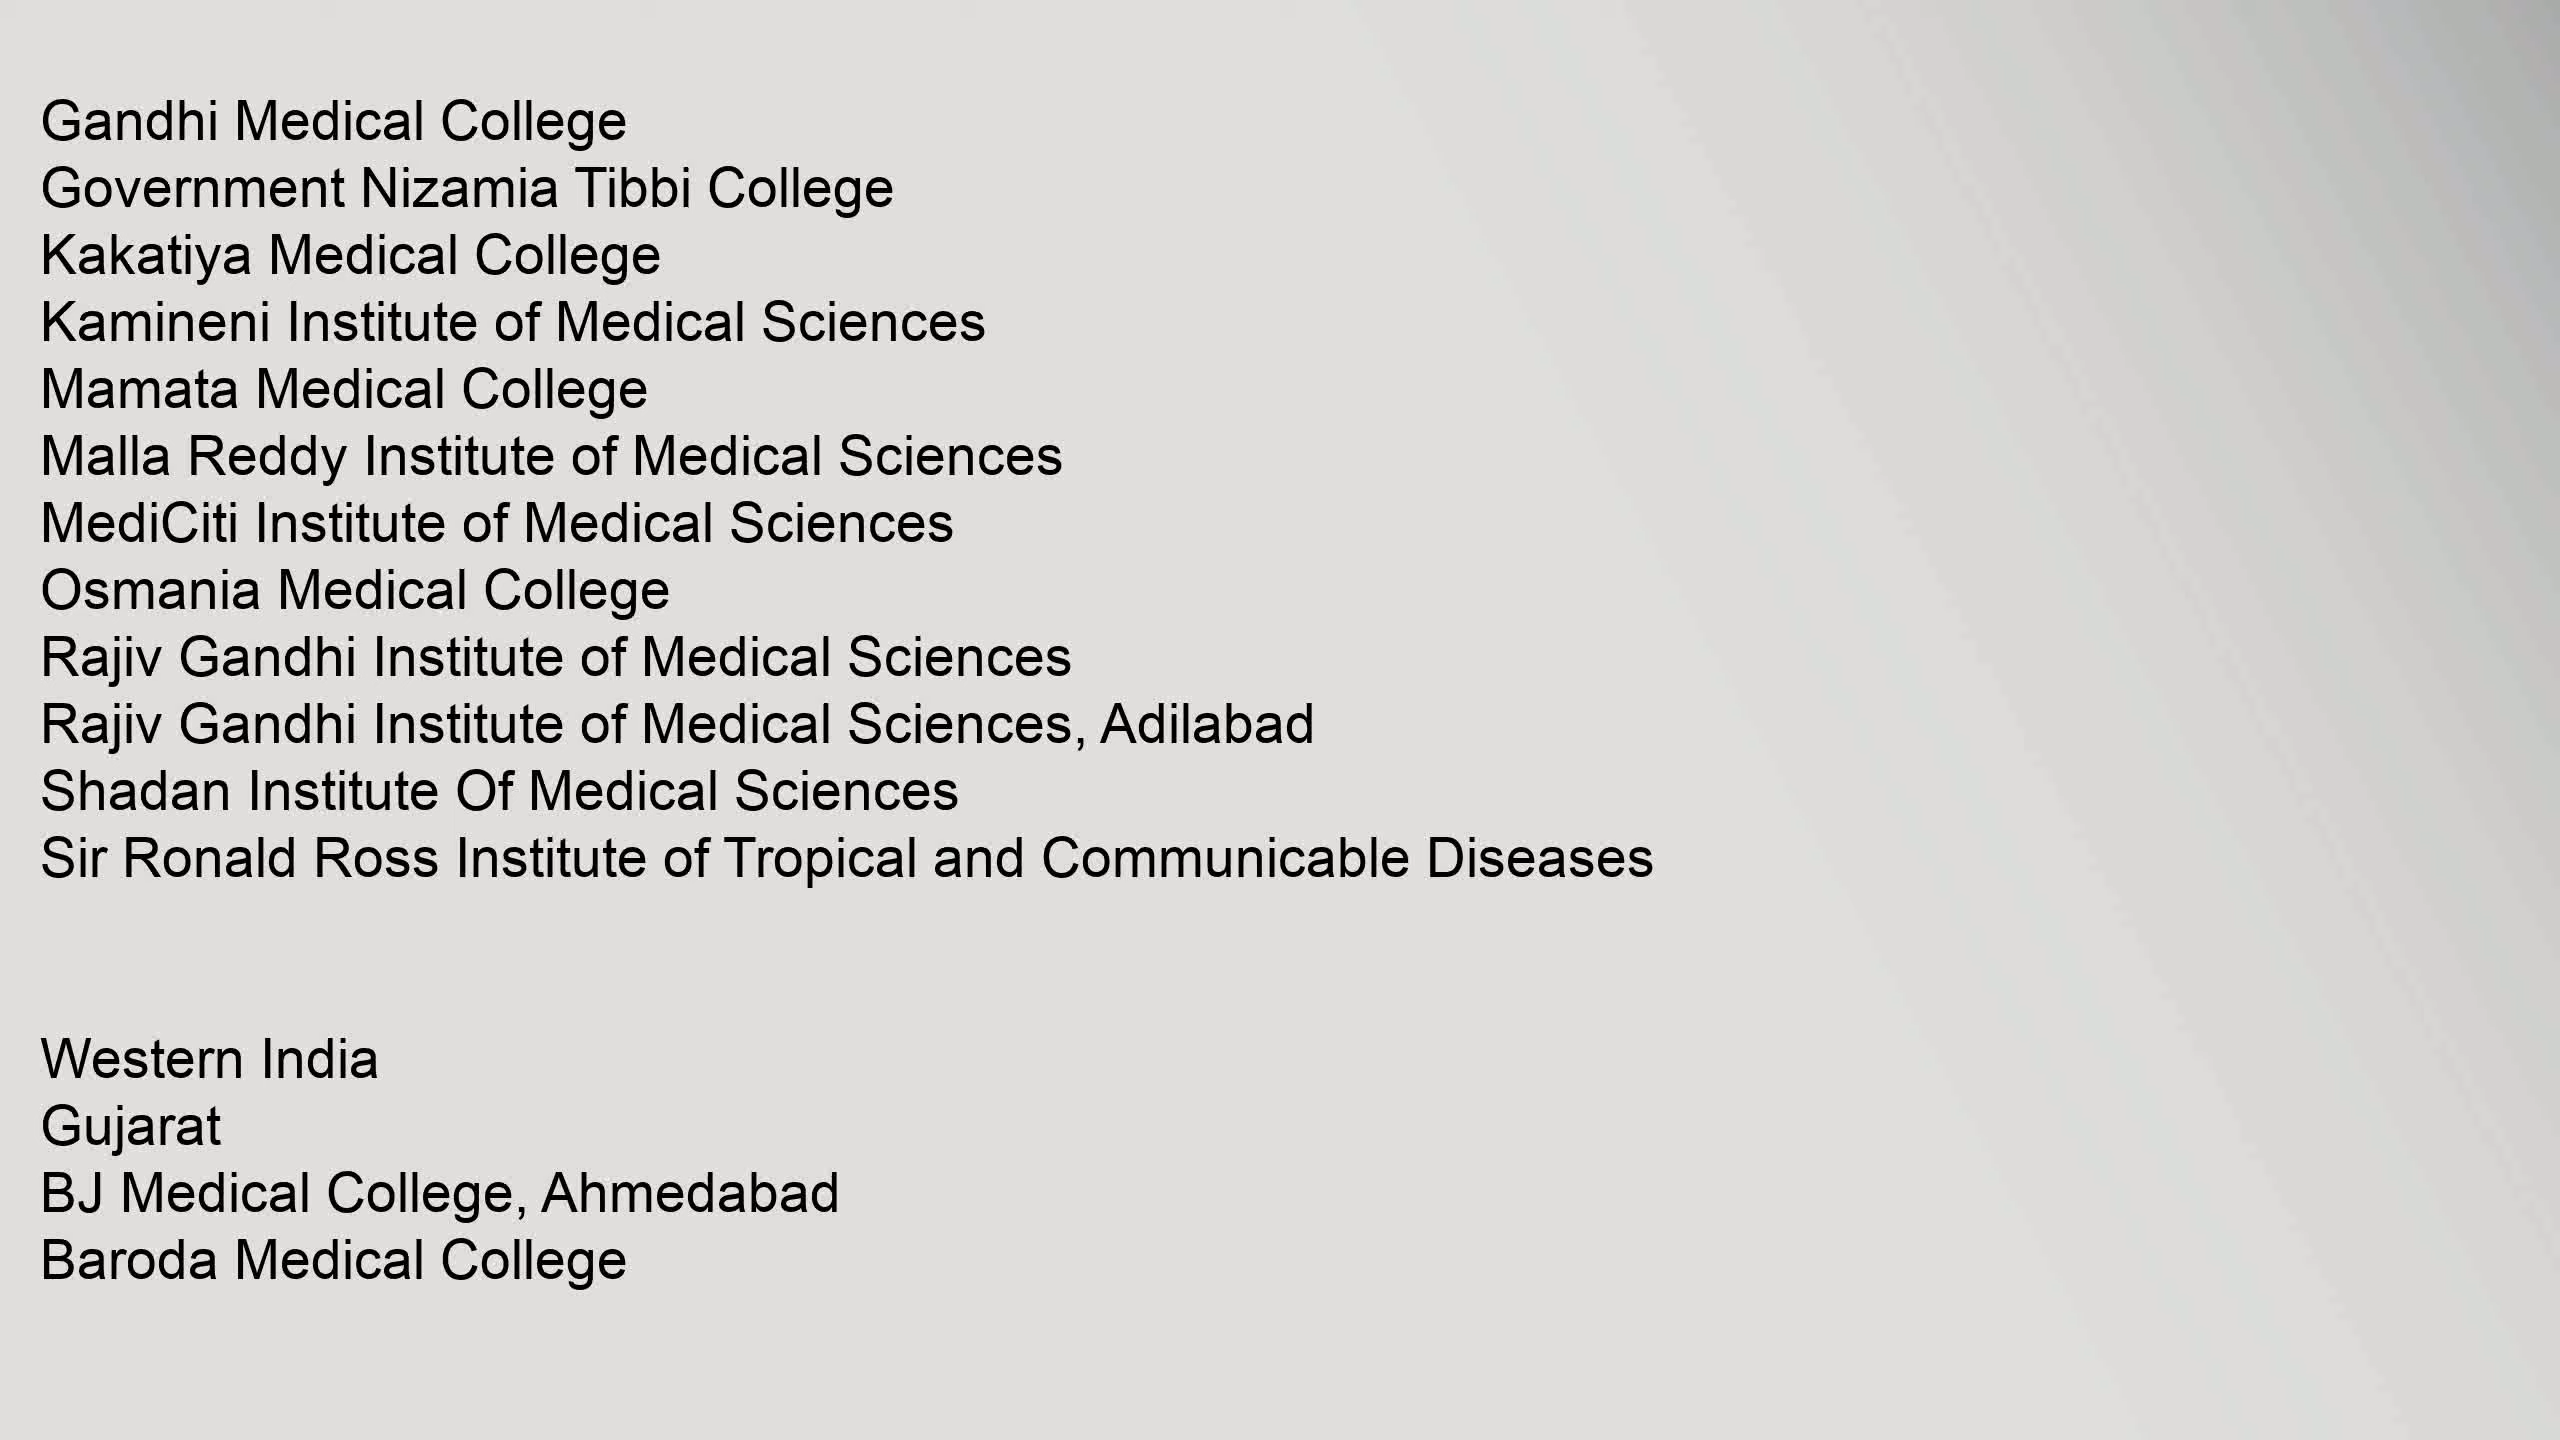 Gandhi Medical College
Government Nizamia Tibbi College
Kakatiya Medical College
Kamineni Institute of Medical Sciences
Mamata Medical College
Malla Reddy Institute of Medical Sciences
MediCiti Institute of Medical Sciences
Osmania Medical College
Rajiv Gandhi Institute of Medical Sciences
Rajiv Gandhi Institute of Medical Sciences, Adilabad
Shadan Institute Of Medical Sciences
Sir Ronald Ross Institute of Tropical and Communicable Diseases
Western India
Gujarat
BJ Medical College, Ahmedabad
Baroda Medical College